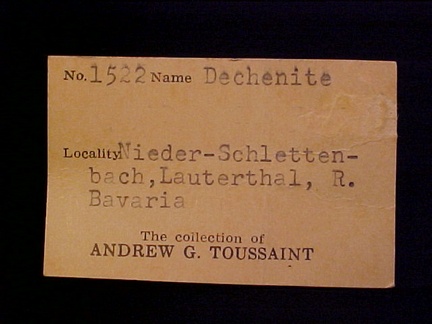 No. 1522 Name Dechenite
Locality Nieder-Schletten-
bach, Lauterthal, R.
Bavaria
The collection of
ANDREW G. TOUSSAINT